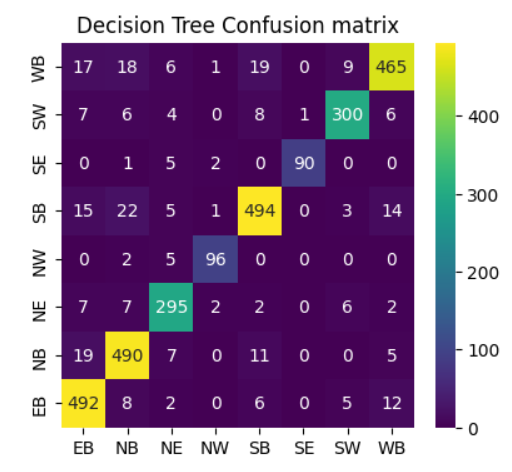 Decision Tree Confusion matrix
WB 17 18 6 1 19 0 9 465
SW 7 6 4 0 8 1 300 6
SE 0 1 5 2 0 90 0 0
SB 15 22 5 1 494 0 3 14
NW 0 2 5 96 0 0 0 0
NE 7 7 295 2 2 0 6 2
NB 19 490 7 0 11 0 0 5
EB 492 8 2 0 6 0 5 12
EB NB NE NW SB SE SW WB
400
300
200
100
0